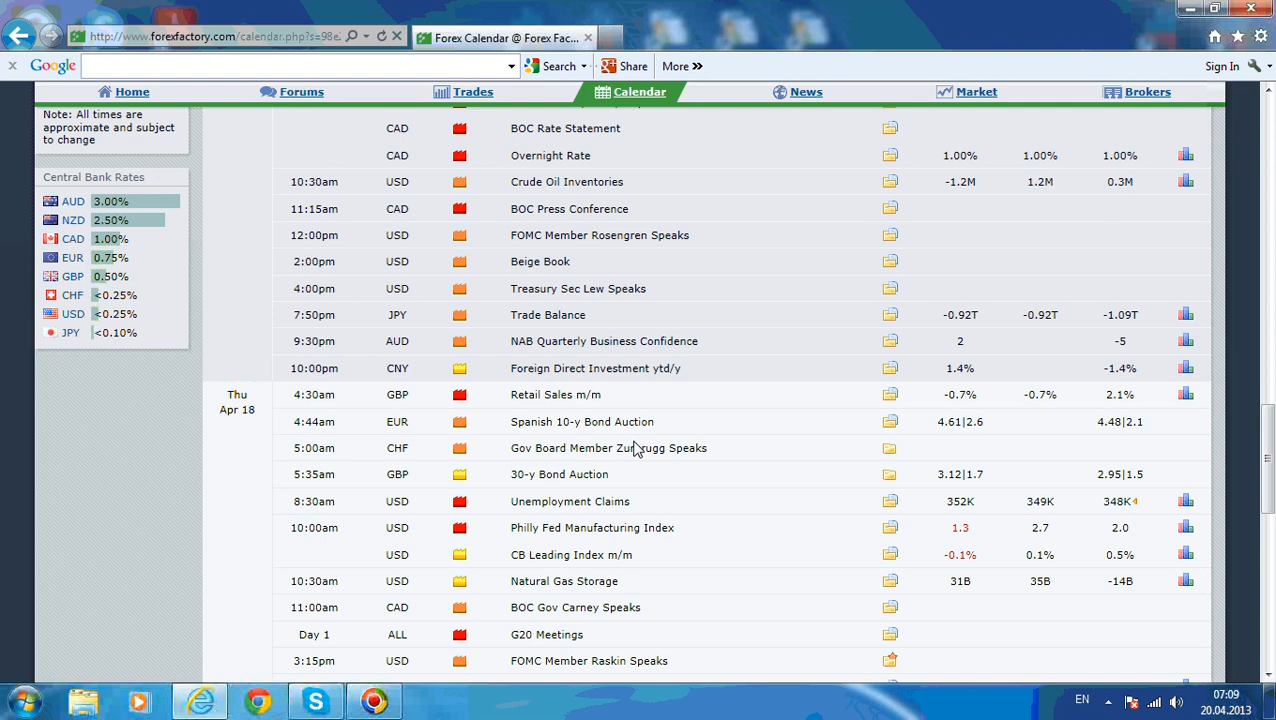 http://www.forexfactory.com/calendar.php?s=98e.
Forex Calendar @ Forex Fac...
Google
Search
Share
More »
Sign In
Home
Forums
Trades
Calendar
News
Market
Brokers
Note: All times are
approximate and subject
to change
Central Bank Rates
AUD 3.00%
NZD 2.50%
CAD 1.00%
EUR 0.75%
GBP 0.50%
CHF <0.25%
USD <0.25%
JPY <0.10%
CAD BOC Rate Statement
CAD Overnight Rate 1.00% 1.00% 1.00%
10:30am USD Crude Oil Inventories -1.2M 1.2M 0.3M
11:15am CAD BOC Press Conference
12:00pm USD FOMC Member Rosengren Speaks
2:00pm USD Beige Book
4:00pm USD Treasury Sec Lew Speaks
7:50pm JPY Trade Balance -0.92T -0.92T -1.09T
9:30pm AUD NAB Quarterly Business Confidence 2 -5
10:00pm CNY Foreign Direct Investment ytd/y 1.4% -1.4%
Thu
Apr 18
4:30am GBP Retail Sales m/m -0.7% -0.7% 2.1%
4:44am EUR Spanish 10-y Bond Auction 4.61|2.6 4.48|2.1
5:00am CHF Gov Board Member Speaks
5:35am GBP 30-y Bond Auction 3.12|1.7 2.95|1.5
8:30am USD Unemployment Claims 352K 349K 348K
10:00am USD Philly Fed Manufacturing Index 1.3 2.7 2.0
USD CB Leading Index m/m -0.1% 0.1% 0.5%
10:30am USD Natural Gas Storage 31B 35B -14B
11:00am CAD BOC Gov Carney Speaks
Day 1 ALL G20 Meetings
3:15pm USD FOMC Member Raskin Speaks
EN
07:09
20.04.2013